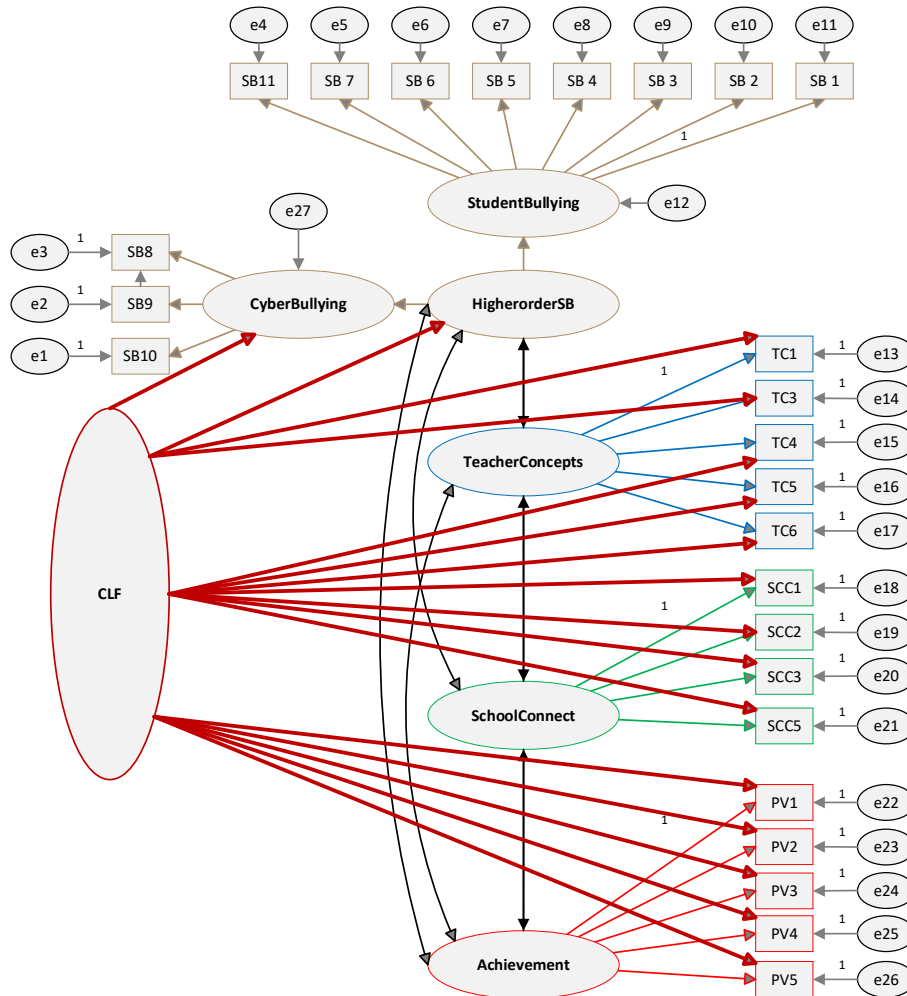 e4 e5 e6 e7 e8 e9 e10 e11
SB11 SB 7 SB 6 SB 5 SB 4 SB 3 SB 2 SB 1
1
StudentBullying e12
e27
e3 1 SB8
e2 1 SB9 CyberBullying HigherorderSB
e1 1 SB10
TC1 1 e13
1
TC3 1 e14
TC4 1 e15
TeacherConcepts
TC5 1 e16
TC6 1 e17
CLF
SCC1 1 e18
1
SCC2 1 e19
SCC3 1 e20
SchoolConnect
SCC5 1 e21
PV1 1 e22
1
PV2 1 e23
PV3 1 e24
PV4 1 e25
Achievement
PV5 1 e26